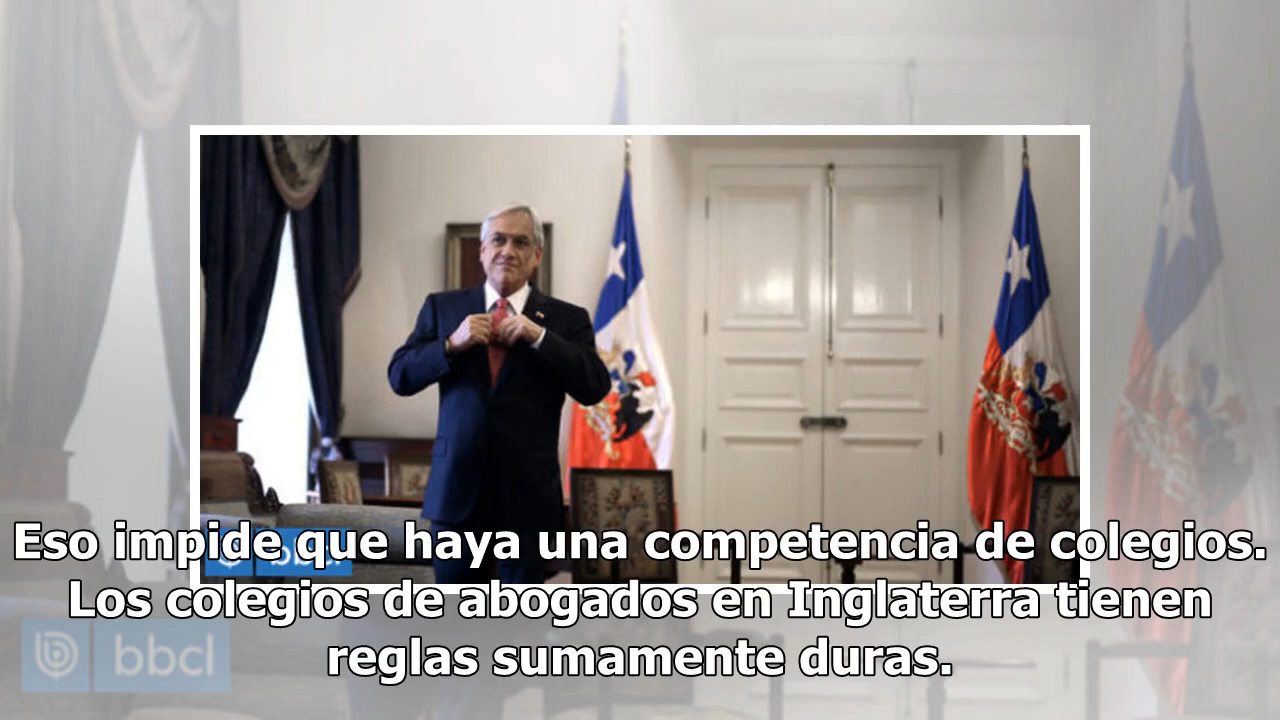 Eso impide que haya una competencia de colegios.
Los colegios de abogados en Inglaterra tienen
reglas sumamente duras.
bbcl